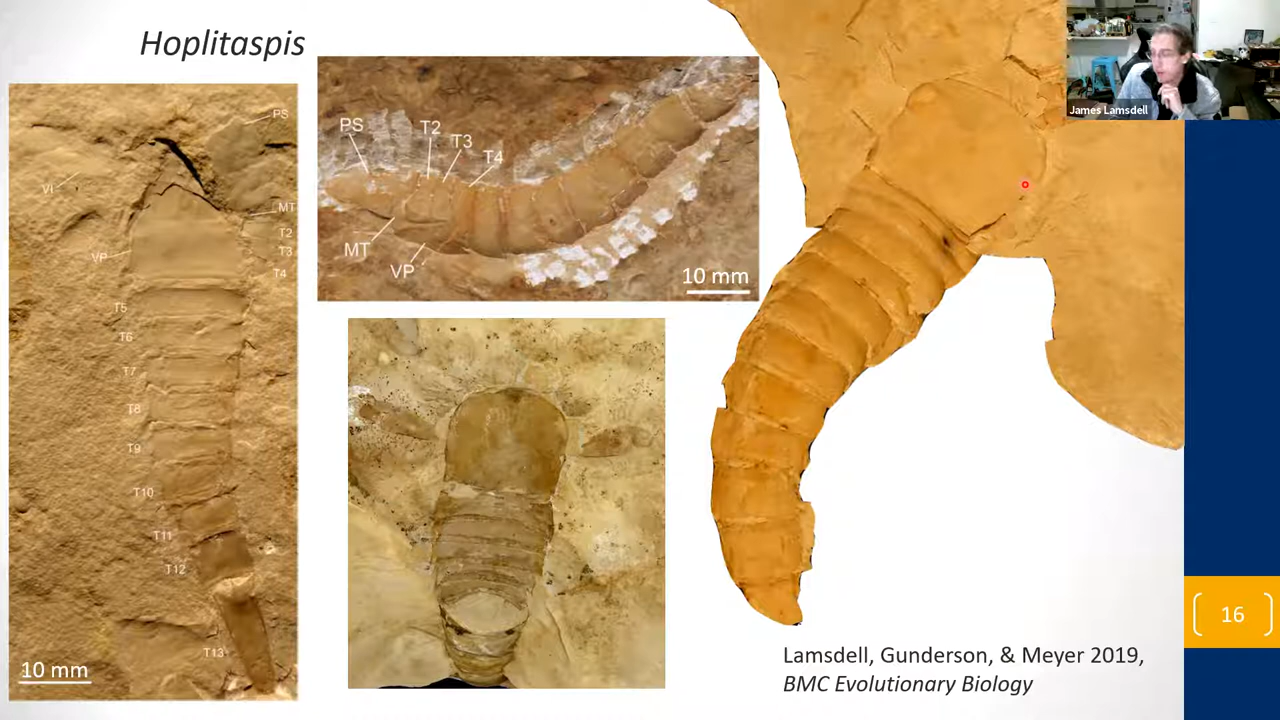 Hoplitaspis
James Lamsdell
PS
VI
MT
T2
T3
T4
VP
T5
T6
T7
T8
T9
T10
T11
T12
T13
10 mm
PS
T2
T3
T4
MT
VP
10 mm
16
Lamsdell, Gunderson, & Meyer 2019,
BMC Evolutionary Biology